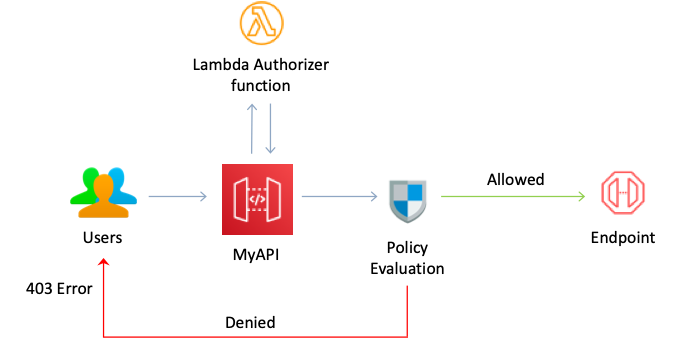 Lambda Authorizer
function
Allowed
Users
MyAPI
Policy
Evaluation
Endpoint
403 Error
Denied